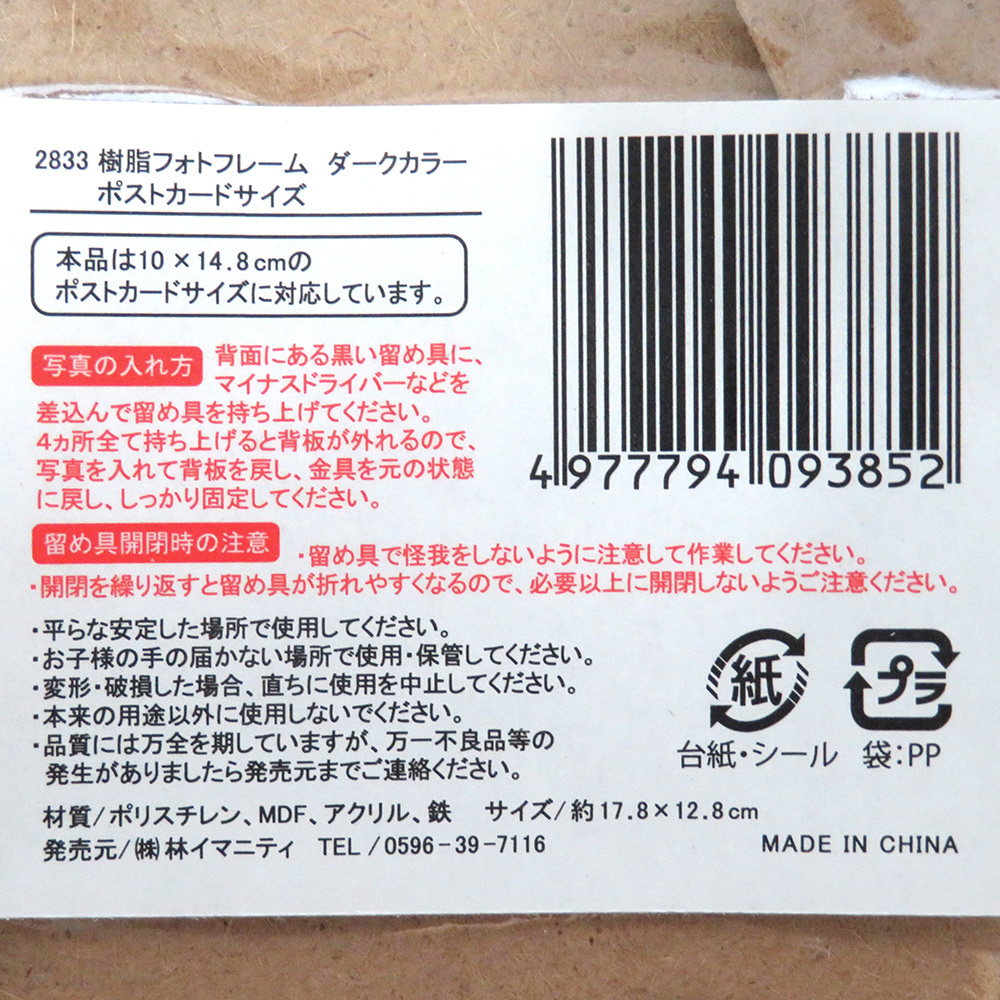 2833 樹脂フォトフレーム ダークカラー
ポストカードサイズ
本品は10×14.8cmの
ポストカードサイズに対応しています。
写真の入れ方 背面にある黒い留め具に、
マイナスドライバーなどを
差込んで留め具を持ち上げてください。
4ヵ所全て持ち上げると背板が外れるので、
写真を入れて背板を戻し、金具を元の状態
に戻し、しっかり固定してください。
留め具開閉時の注意 ・留め具で怪我をしないように注意して作業してください。
・開閉を繰り返すと留め具が折れやすくなるので、必要以上に開閉しないようご注意ください。
・平らな安定した場所で使用してください。
・お子様の手の届かない場所で使用・保管してください。
・変形・破損した場合、直ちに使用を中止してください。
・本来の用途以外に使用しないでください。
・品質には万全を期していますが、万一不良品等の
発生がありましたら発売元までご連絡ください。
材質/ポリスチレン、MDF、アクリル、鉄 サイズ/約17.8×12.8cm
発売元/㈱林イマニティ TEL/0596-39-7116
4 977794 093852
紙 プラ
台紙・シール 袋:PP
MADE IN CHINA